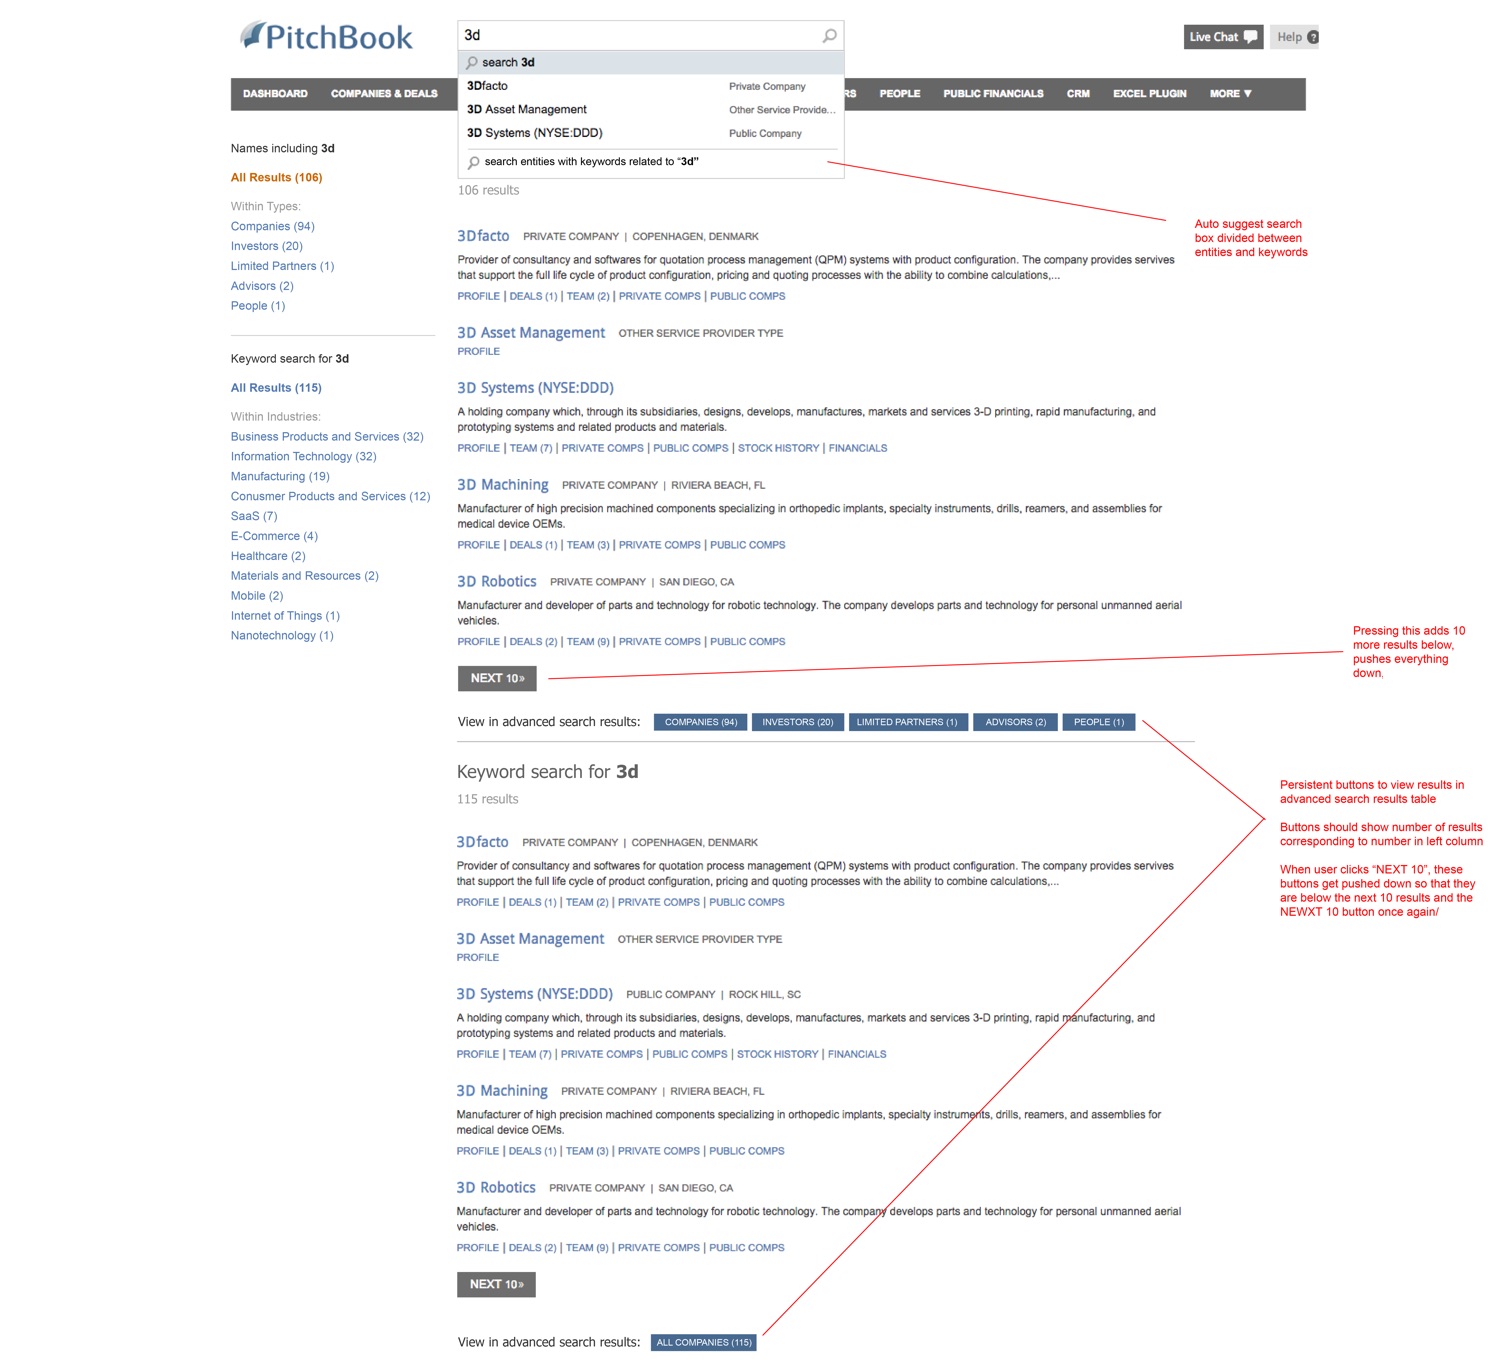 PitchBook
3d
Live Chat
Help ?
search 3d
3Dfacto Private Company
3D Asset Management Other Service Provide...
3D Systems (NYSE:DDD) Public Company
search entities with keywords related to “3d”
DASHBOARD COMPANIES & DEALS RS PEOPLE PUBLIC FINANCIALS CRM EXCEL PLUGIN MORE ▼
Names including 3d
All Results (106)
Within Types:
Companies (94)
Investors (20)
Limited Partners (1)
Advisors (2)
People (1)
Keyword search for 3d
All Results (115)
Within Industries:
Business Products and Services (32)
Information Technology (32)
Manufacturing (19)
Conusmer Products and Services (12)
SaaS (7)
E-Commerce (4)
Healthcare (2)
Materials and Resources (2)
Mobile (2)
Internet of Things (1)
Nanotechnology (1)
106 results
3Dfacto PRIVATE COMPANY | COPENHAGEN, DENMARK
Provider of consultancy and softwares for quotation process management (QPM) systems with product configuration. The company provides servives
that support the full life cycle of product configuration, pricing and quoting processes with the ability to combine calculations,...
PROFILE | DEALS (1) | TEAM (2) | PRIVATE COMPS | PUBLIC COMPS
3D Asset Management OTHER SERVICE PROVIDER TYPE
PROFILE
3D Systems (NYSE:DDD)
A holding company which, through its subsidiaries, designs, develops, manufactures, markets and services 3-D printing, rapid manufacturing, and
prototyping systems and related products and materials.
PROFILE | TEAM (7) | PRIVATE COMPS | PUBLIC COMPS | STOCK HISTORY | FINANCIALS
3D Machining PRIVATE COMPANY | RIVIERA BEACH, FL
Manufacturer of high precision machined components specializing in orthopedic implants, specialty instruments, drills, reamers, and assemblies for
medical device OEMs.
PROFILE | DEALS (1) | TEAM (3) | PRIVATE COMPS | PUBLIC COMPS
3D Robotics PRIVATE COMPANY | SAN DIEGO, CA
Manufacturer and developer of parts and technology for robotic technology. The company develops parts and technology for personal unmanned aerial
vehicles.
PROFILE | DEALS (2) | TEAM (9) | PRIVATE COMPS | PUBLIC COMPS
NEXT 10»
View in advanced search results: COMPANIES (94) INVESTORS (20) LIMITED PARTNERS (1) ADVISORS (2) PEOPLE (1)
Keyword search for 3d
115 results
3Dfacto PRIVATE COMPANY | COPENHAGEN, DENMARK
Provider of consultancy and softwares for quotation process management (QPM) systems with product configuration. The company provides servives
that support the full life cycle of product configuration, pricing and quoting processes with the ability to combine calculations,...
PROFILE | DEALS (1) | TEAM (2) | PRIVATE COMPS | PUBLIC COMPS
3D Asset Management OTHER SERVICE PROVIDER TYPE
PROFILE
3D Systems (NYSE:DDD) PUBLIC COMPANY | ROCK HILL, SC
A holding company which, through its subsidiaries, designs, develops, manufactures, markets and services 3-D printing, rapid manufacturing, and
prototyping systems and related products and materials.
PROFILE | TEAM (7) | PRIVATE COMPS | PUBLIC COMPS | STOCK HISTORY | FINANCIALS
3D Machining PRIVATE COMPANY | RIVIERA BEACH, FL
Manufacturer of high precision machined components specializing in orthopedic implants, specialty instruments, drills, reamers, and assemblies for
medical device OEMs.
PROFILE | DEALS (1) | TEAM (3) | PRIVATE COMPS | PUBLIC COMPS
3D Robotics PRIVATE COMPANY | SAN DIEGO, CA
Manufacturer and developer of parts and technology for robotic technology. The company develops parts and technology for personal unmanned aerial
vehicles.
PROFILE | DEALS (2) | TEAM (9) | PRIVATE COMPS | PUBLIC COMPS
NEXT 10»
View in advanced search results: ALL COMPANIES (115)
Auto suggest search
box divided between
entities and keywords
Pressing this adds 10
more results below,
pushes everything
down.
Persistent buttons to view results in
advanced search results table
Buttons should show number of results
corresponding to number in left column
When user clicks “NEXT 10”, these
buttons get pushed down so that they
are below the next 10 results and the
NEWXT 10 button once again/